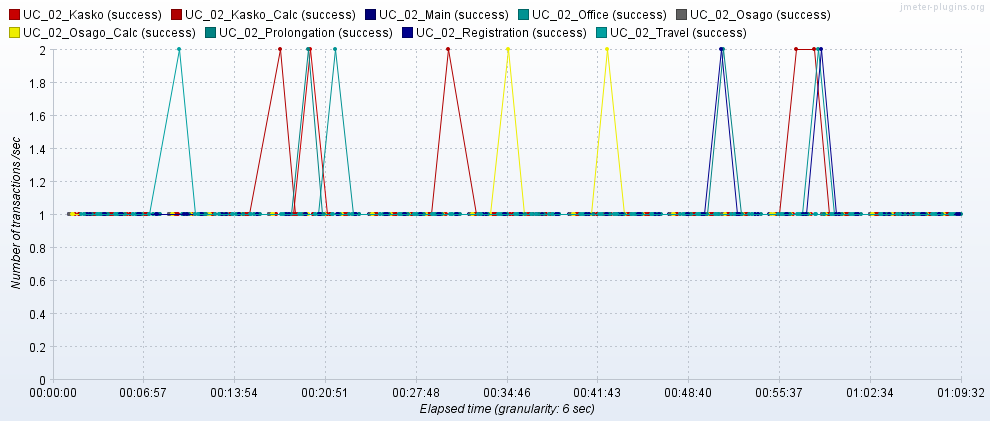 jmeter-plugins.org
UC_02_Kasko (success) UC_02_Kasko_Calc (success) UC_02_Main (success) UC_02_Office (success) UC_02_Osago (success)
UC_02_Osago_Calc (success) UC_02_Prolongation (success) UC_02_Registration (success) UC_02_Travel (success)
Number of transactions /sec
2
1.8
1.6
1.4
1.2
1
0.8
0.6
0.4
0.2
0
00:00:00 00:06:57 00:13:54 00:20:51 00:27:48 00:34:46 00:41:43 00:48:40 00:55:37 01:02:34 01:09:32
Elapsed time (granularity: 6 sec)